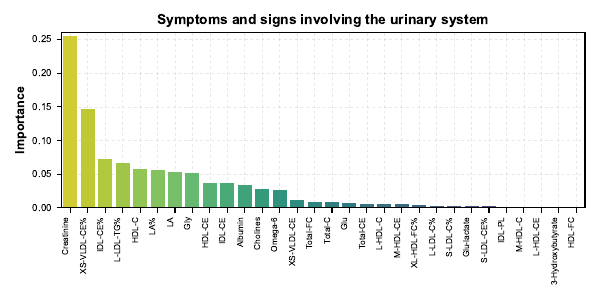 Symptoms and signs involving the urinary system
Importance
0.25
0.20
0.15
0.10
0.05
0.00
Creatinine
XS-VLDL-CE%
IDL-CE%
L-LDL-TG%
HDL-C
LA%
LA
Gly
HDL-CE
IDL-CE
Albumin
Cholines
Omega-6
XS-VLDL-CE
Total-FC
Total-C
Glu
Total-CE
L-HDL-C
M-HDL-CE
XL-HDL-FC%
L-LDL-C%
S-LDL-C%
Glu-lactate
S-LDL-CE%
IDL-PL
M-HDL-C
L-HDL-CE
3-Hydroxybutyrate
HDL-FC